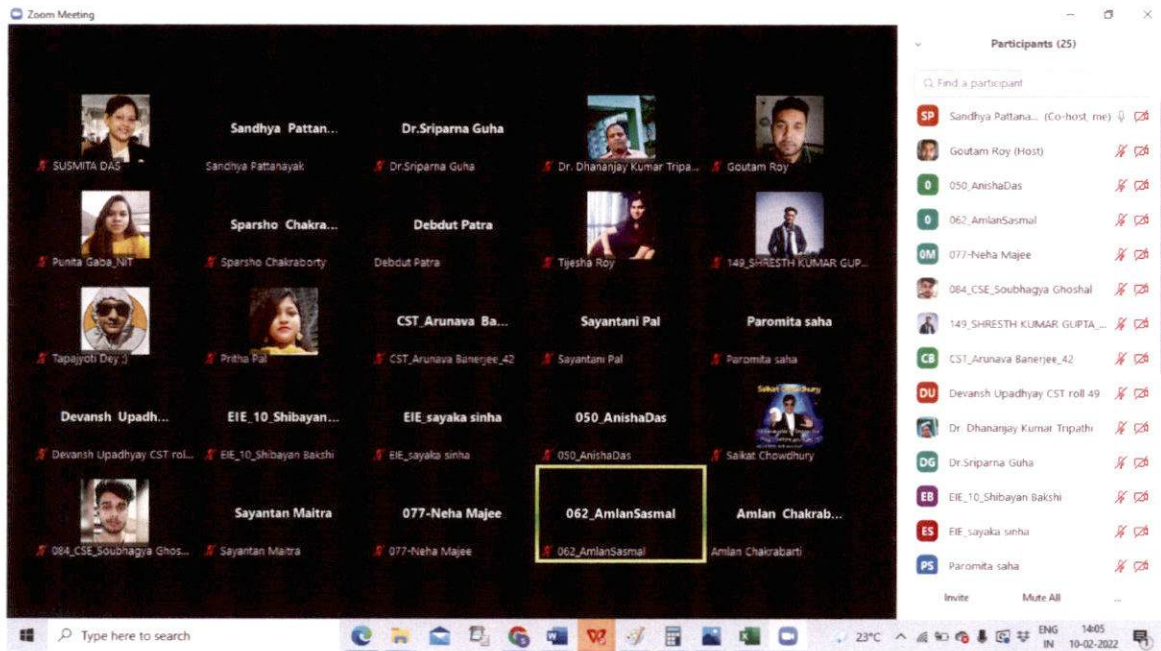 Zoom Meeting
Participants (25)
Find a participant
Sandhya Pattan... Dr.Sriparna Guha
SUSMITA DAS Sandhya Pattanayak Dr.Sriparna Guha Dr. Dhananjay Kumar Tripa... Goutam Roy
Sparsho Chakra... Debdut Patra
Punita Gaba_NIT Sparsho Chakraborty Debdut Patra Tijesha Roy 149_SHRESTH KUMAR GUP...
CST_Arunava Ba... Sayantani Pal Paromita saha
Tapajyoti Dey :) Pritha Pal CST_Arunava Banerjee_42 Sayantani Pal Paromita saha
Devansh Upadh... EIE_10_Shibayan... EIE_sayaka sinha 050_AnishaDas
Saikat Chowdhury
Devansh Upadhyay CST rol... EIE_10_Shibayan Bakshi EIE_sayaka sinha 050_AnishaDas Saikat Chowdhury
Sayantan Maitra 077-Neha Majee 062_AmlanSasmal Amlan Chakrab...
084_CSE_Soubhagya Ghos... Sayantan Maitra 077-Neha Majee 062_AmlanSasmal Amlan Chakrabarti
SP Sandhya Pattana... (Co-host, me)
Goutam Roy (Host)
0 050_AnishaDas
0 062_AmlanSasmal
0M 077-Neha Majee
084_CSE_Soubhagya Ghoshal
149_SHRESTH KUMAR GUPTA_...
CB CST_Arunava Banerjee_42
DU Devansh Upadhyay CST roll 49
Dr. Dhananjay Kumar Tripathi
DG Dr.Sriparna Guha
EB EIE_10_Shibayan Bakshi
ES EIE_sayaka sinha
PS Paromita saha
Invite Mute All ...
Type here to search 23°C ENG 14:05
IN 10-02-2022